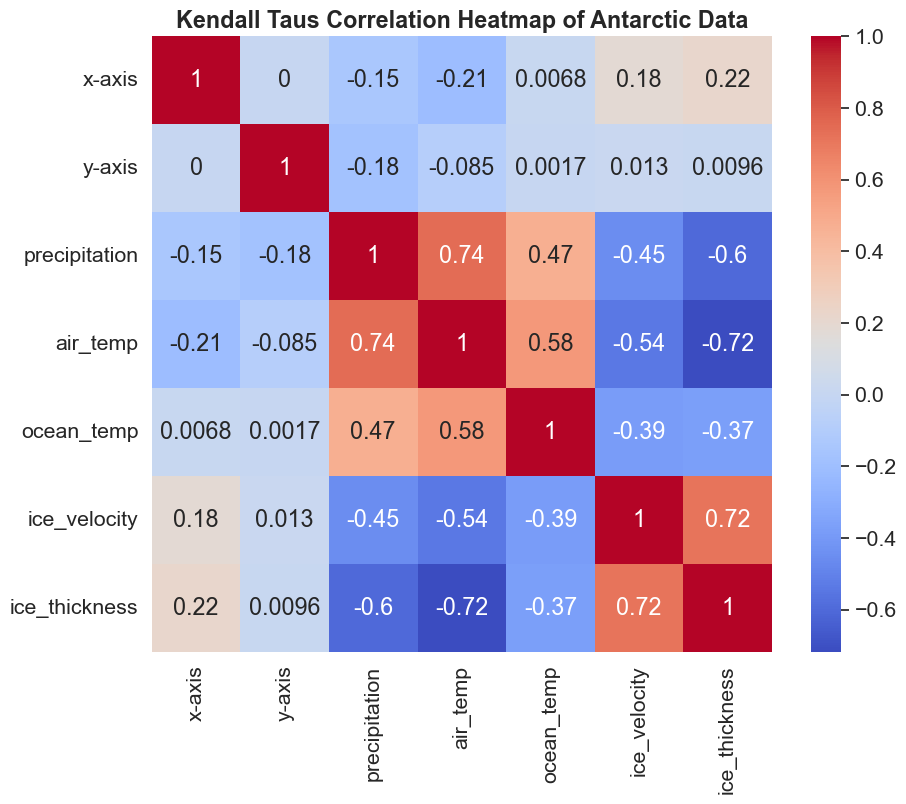 Kendall Taus Correlation Heatmap of Antarctic Data
x-axis 1 0 -0.15 -0.21 0.0068 0.18 0.22
y-axis 0 1 -0.18 -0.085 0.0017 0.013 0.0096
precipitation -0.15 -0.18 1 0.74 0.47 -0.45 -0.6
air_temp -0.21 -0.085 0.74 1 0.58 -0.54 -0.72
ocean_temp 0.0068 0.0017 0.47 0.58 1 -0.39 -0.37
ice_velocity 0.18 0.013 -0.45 -0.54 -0.39 1 0.72
ice_thickness 0.22 0.0096 -0.6 -0.72 -0.37 0.72 1
x-axis
y-axis
precipitation
air_temp
ocean_temp
ice_velocity
ice_thickness
1.0
0.8
0.6
0.4
0.2
0.0
−0.2
−0.4
−0.6